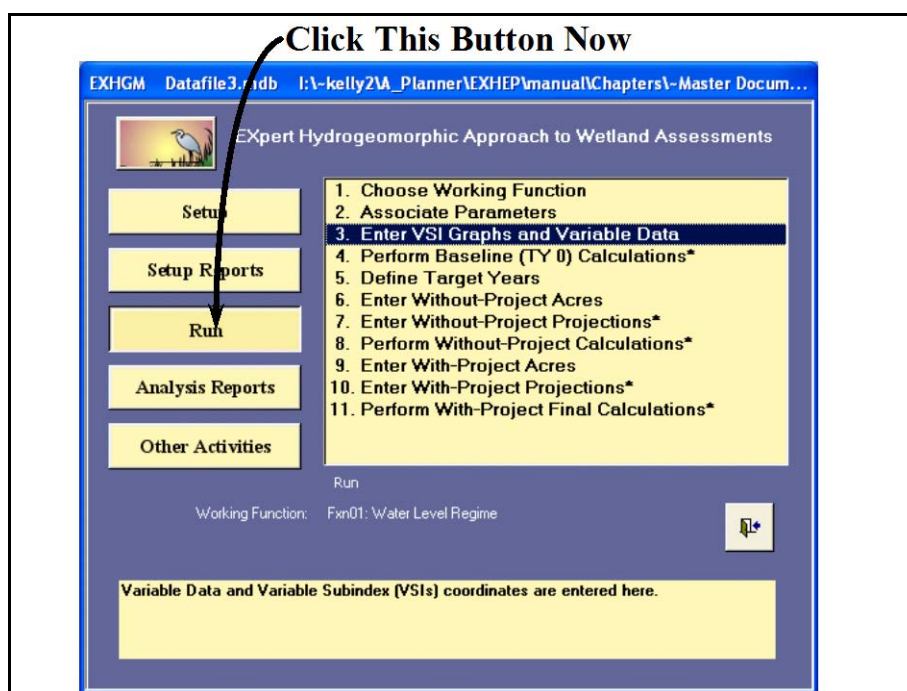 Click This Button Now
EXHGM Datafile3.mdb I:\~kelly2\A_Planner\EXHEP\manual\Chapters\~Master Docum...
EXpert Hydrogeomorphic Approach to Wetland Assessments
Setup
Setup Reports
Run
Analysis Reports
Other Activities
1. Choose Working Function
2. Associate Parameters
3. Enter VSI Graphs and Variable Data
4. Perform Baseline (TY 0) Calculations*
5. Define Target Years
6. Enter Without-Project Acres
7. Enter Without-Project Projections*
8. Perform Without-Project Calculations*
9. Enter With-Project Acres
10. Enter With-Project Projections*
11. Perform With-Project Final Calculations*
Run
Working Function: Fxn01: Water Level Regime
Variable Data and Variable Subindex (VSIs) coordinates are entered here.